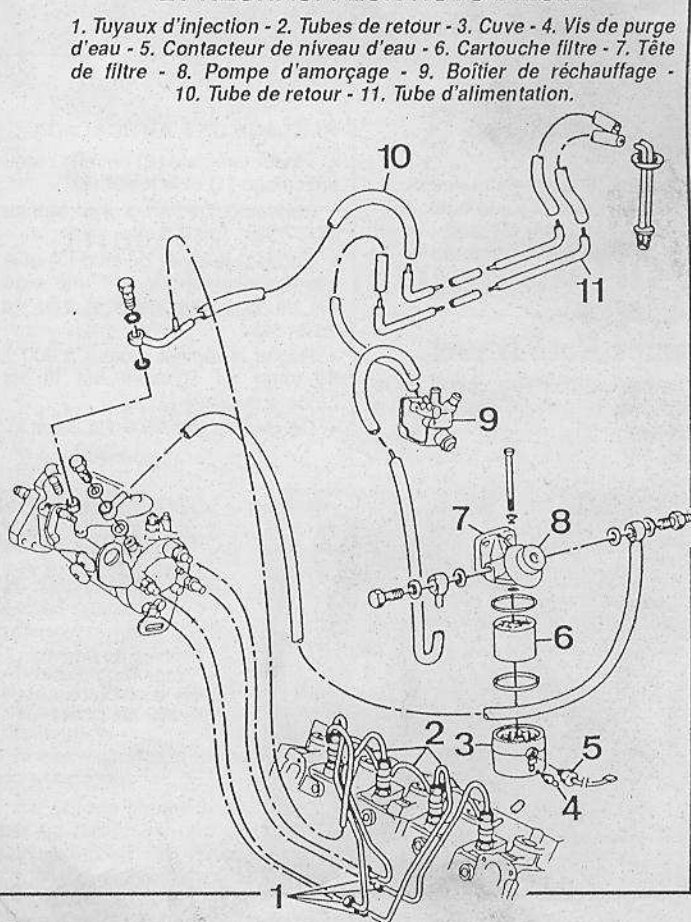 1. Tuyaux d'injection - 2. Tubes de retour - 3. Cuve - 4. Vis de purge
d'eau - 5. Contacteur de niveau d'eau - 6. Cartouche filtre - 7. Tête
de filtre - 8. Pompe d'amorçage - 9. Boîtier de réchauffage -
10. Tube de retour - 11. Tube d'alimentation.
10
11
9
7
8
6
2
3
5
4
1